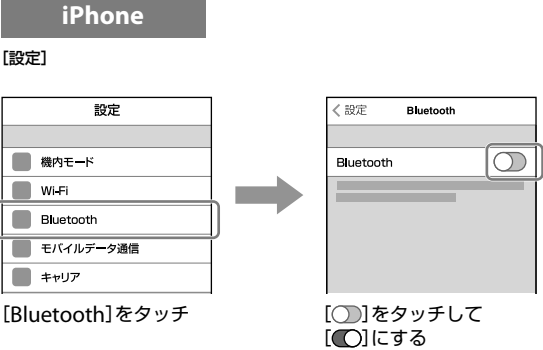 iPhone
[設定]
設定
機内モード
Wi-Fi
Bluetooth
モバイルデータ通信
キャリア
[Bluetooth]をタッチ
設定 Bluetooth
Bluetooth
[ ]をタッチして
[ ]にする